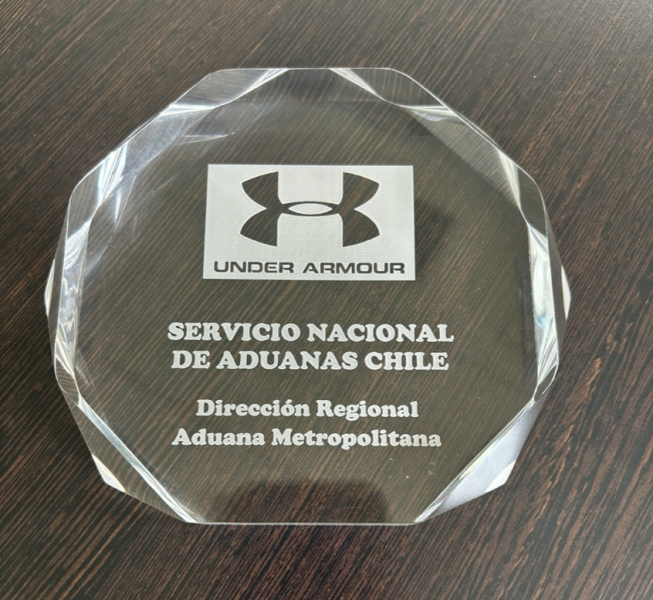 UNDER ARMOUR
SERVICIO NACIONAL
DE ADUANAS CHILE
Dirección Regional
Aduana Metropolitana